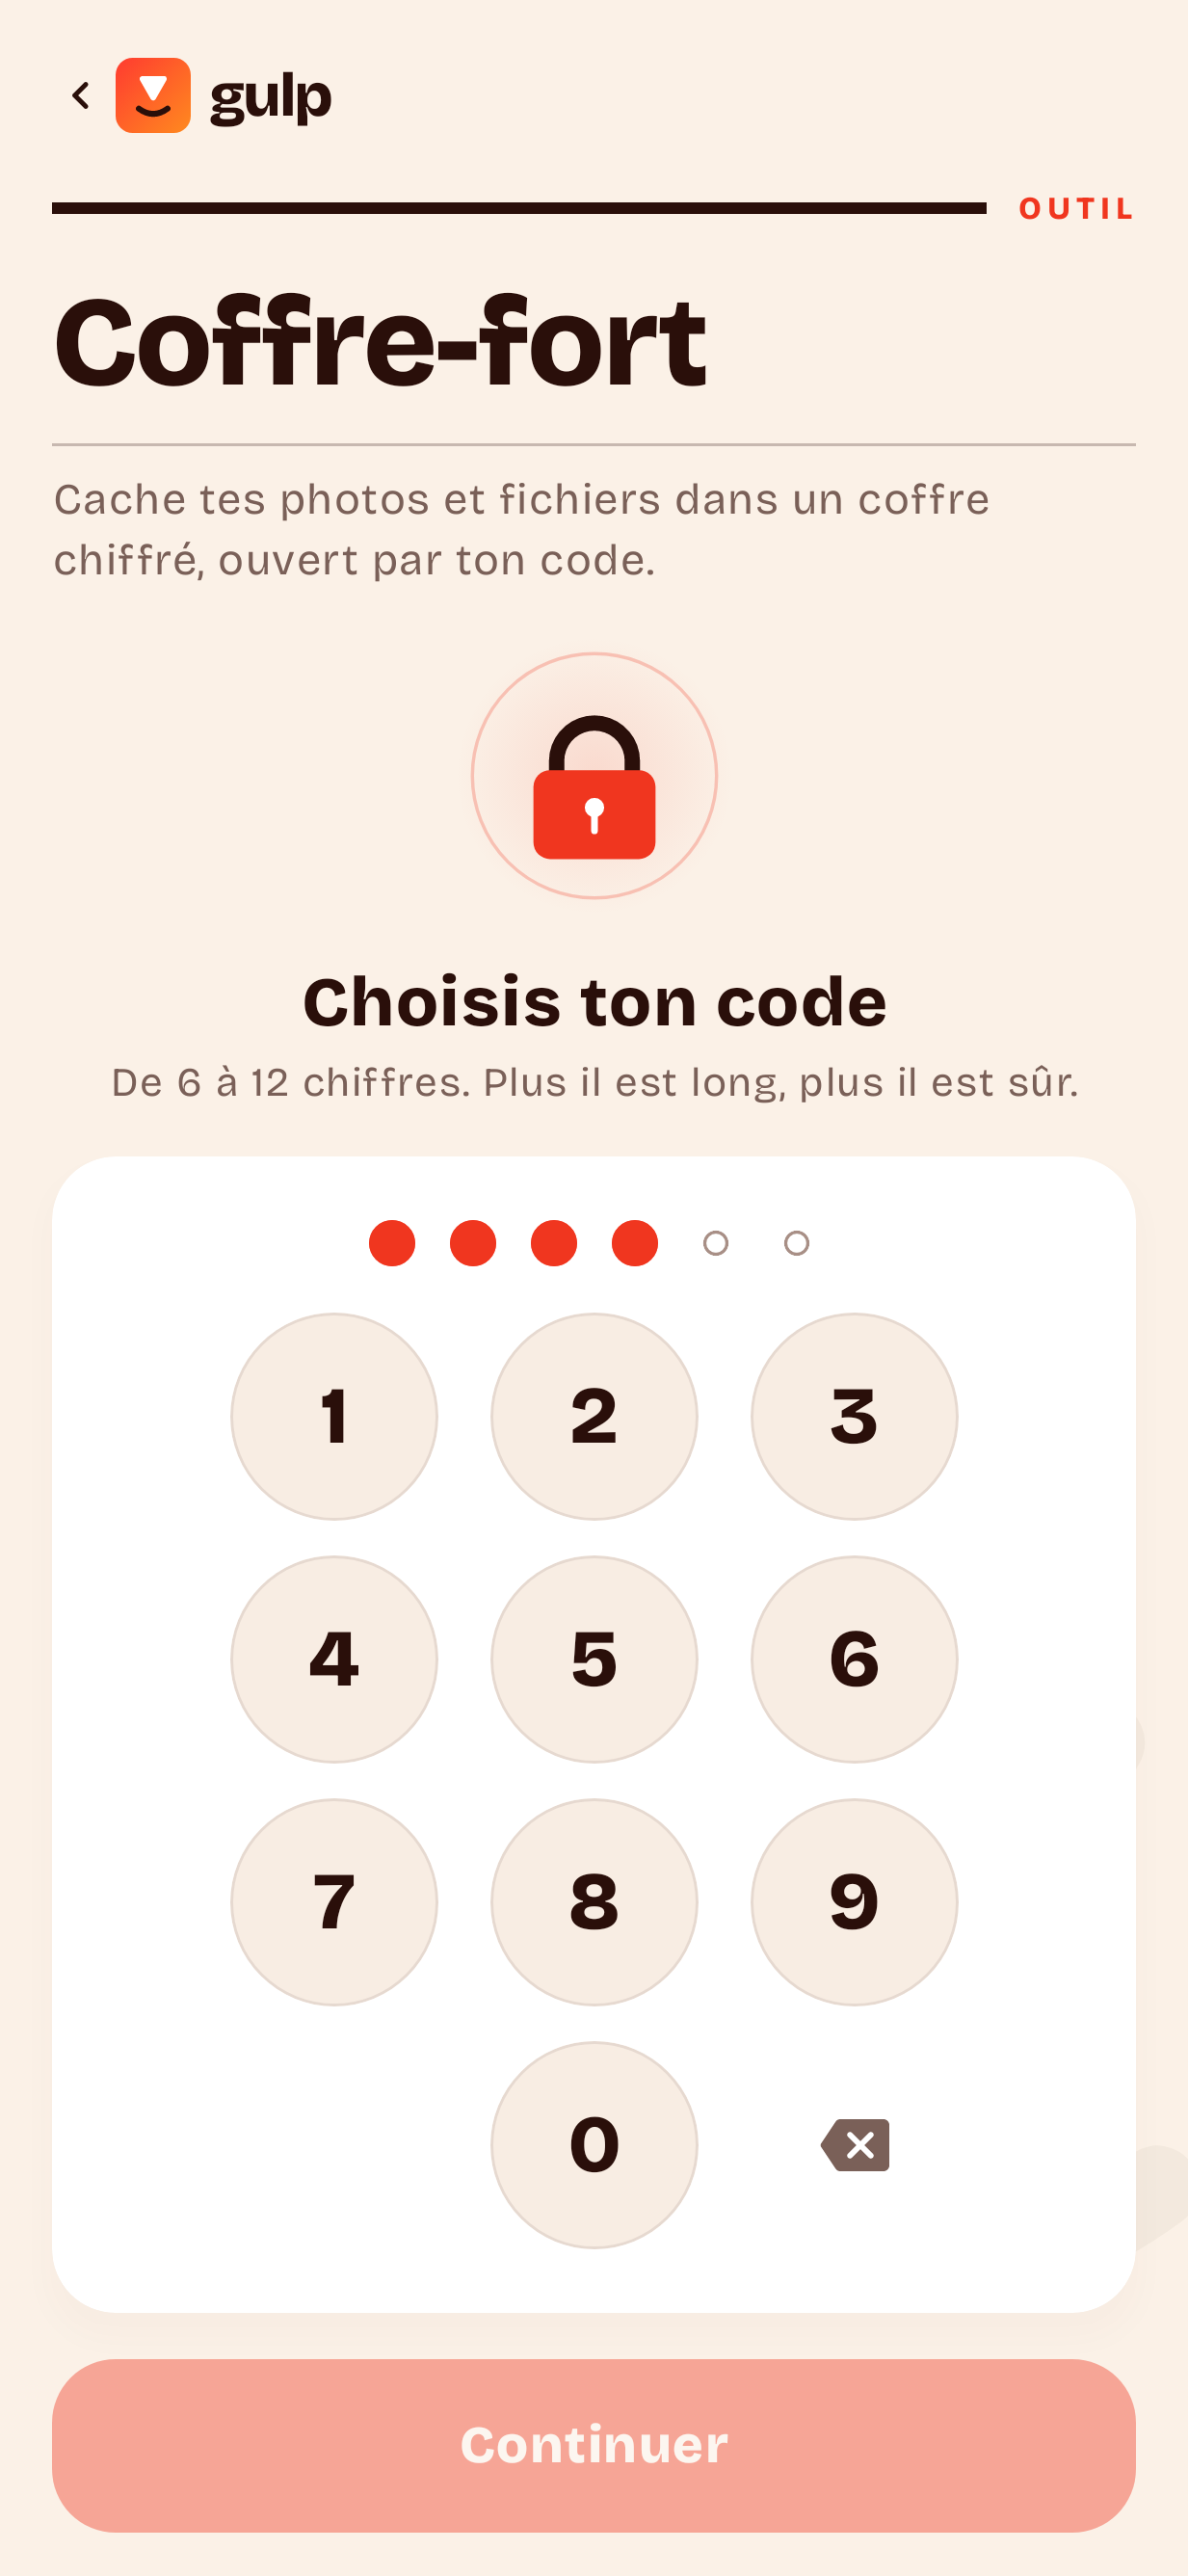 gulp
OUTIL
Coffre-fort
Cache tes photos et fichiers dans un coffre
chiffré, ouvert par ton code.
Choisis ton code
De 6 à 12 chiffres. Plus il est long, plus il est sûr.
1 2 3
4 5 6
7 8 9
0
Continuer